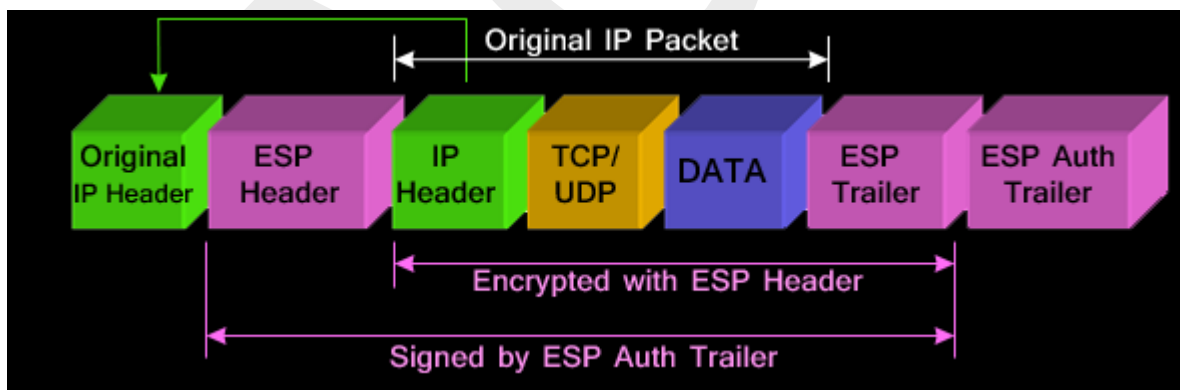 Original IP Packet
Original
IP Header
ESP
Header
IP
Header
TCP/
UDP
DATA
ESP
Trailer
ESP Auth
Trailer
Encrypted with ESP Header
Signed by ESP Auth Trailer